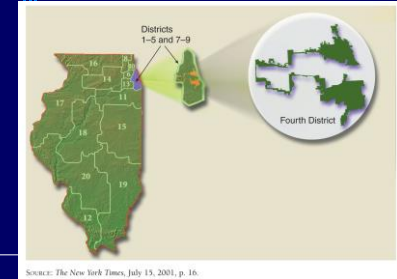 Districts
1–5 and 7–9
16
14
11
17
18
15
20
19
12
Fourth District
SOURCE: The New York Times, July 15, 2001, p. 16.